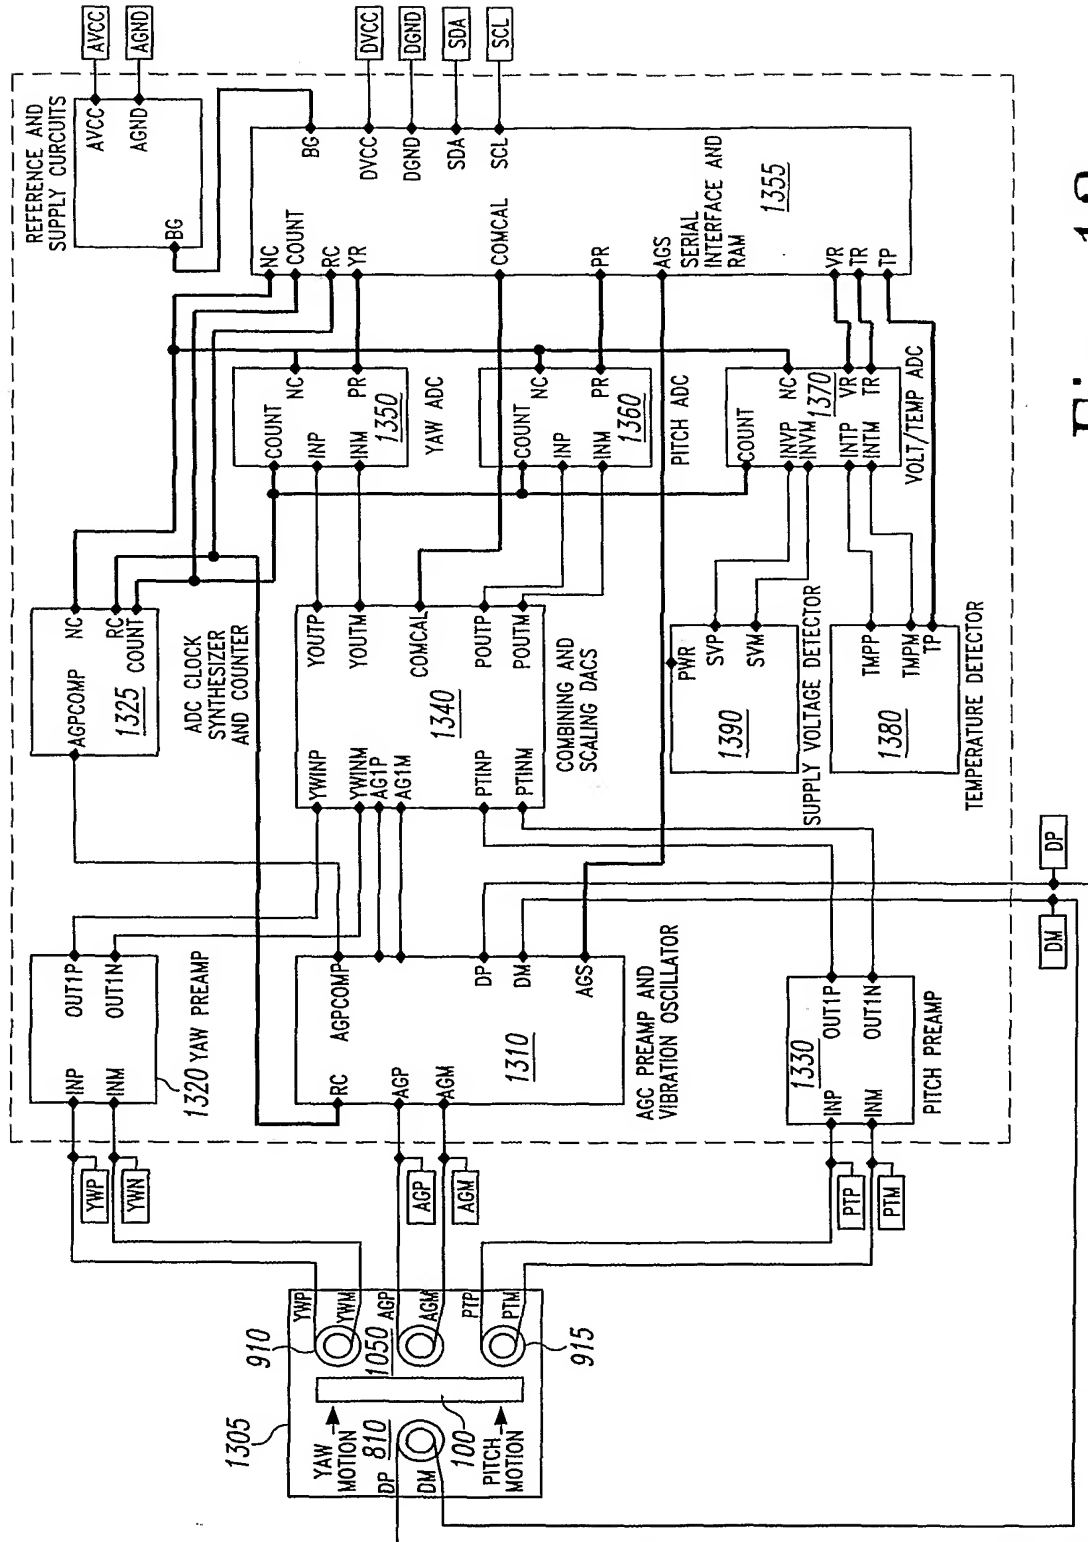 REFERENCE AND
SUPPLY CURCUITS
AVCC
AGND
BG
AVCC
AGND
DVCC
DGND
SDA
SCL
NC
COUNT
RC
YR
COMCAL
PR
AGS
VR
TR
TP
BG
DVCC
DGND
SDA
SCL
SERIAL
INTERFACE AND
RAM
1355
COUNT
INP
INM
NC
PR
1350
YAW ADC
COUNT
INP
INM
NC
PR
1360
PITCH ADC
COUNT
INVP
INVM
INTP
INTM
NC
VR
TR
1370
VOLT/TEMP ADC
AGPCOMP
NC
RC
COUNT
1325
ADC CLOCK
SYNTHESIZER
AND COUNTER
YWINP
YWINM
AG1P
AG1M
PTINP
PTINM
YOUTP
YOUTM
COMCAL
POUTP
POUTM
1340
COMBINING AND
SCALING DACS
PWR
SVP
SVM
1390
SUPPLY VOLTAGE DETECTOR
TMPP
TMPM
TP
1380
TEMPERATURE DETECTOR
INP
INM
OUT1P
OUT1N
1320 YAW PREAMP
RC
AGP
AGM
AGPCOMP
DP
DM
AGS
1310
AGC PREAMP AND
VIBRATION OSCILLATOR
INP
INM
OUT1P
OUT1N
1330
PITCH PREAMP
DP
DM
YWP
YWN
AGP
AGM
PTP
PTM
1305
YWP
YWM
AGP
AGM
PTP
PTM
910
1050
915
810
100
YAW
MOTION
DP
DM
PITCH
MOTION